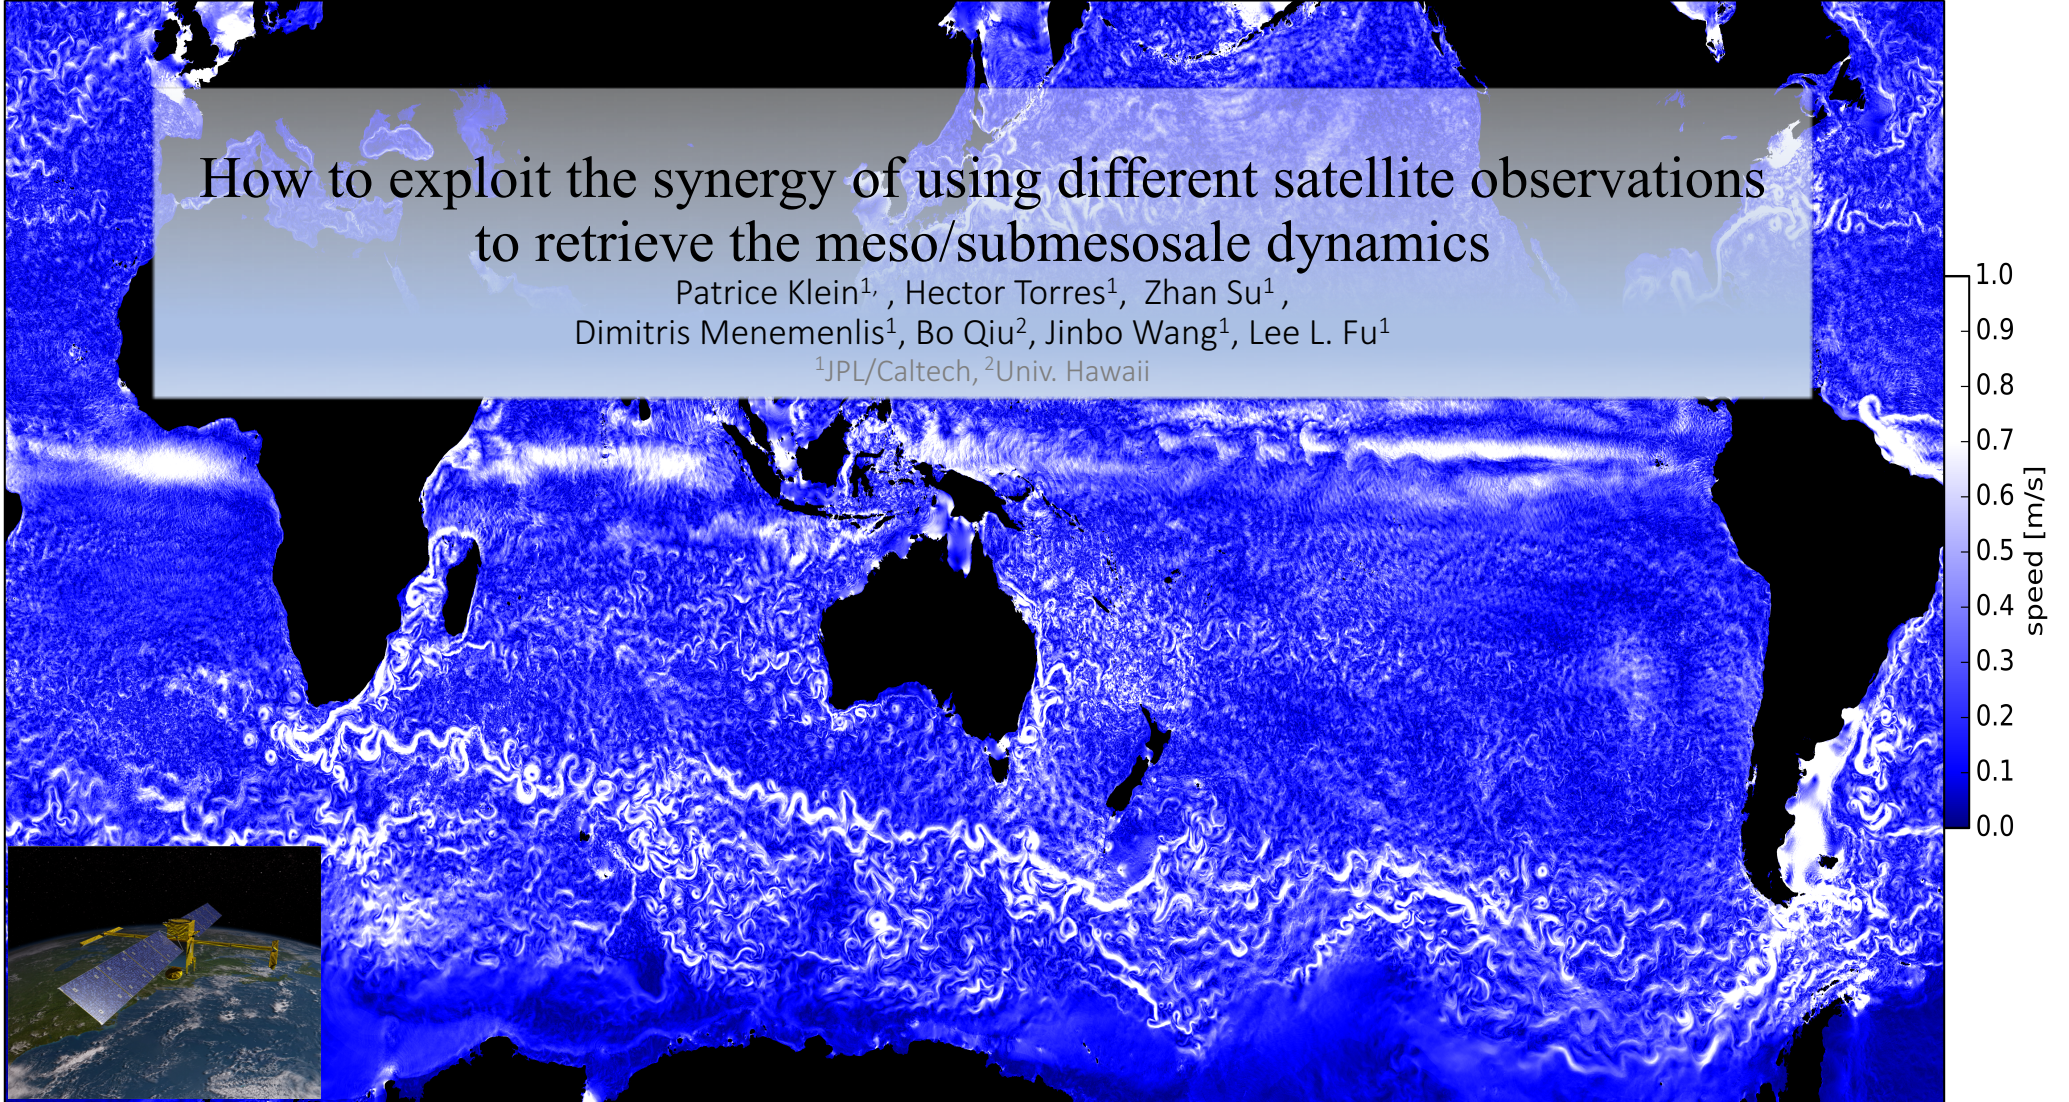 How to exploit the synergy of using different satellite observations
to retrieve the meso/submesosale dynamics
Patrice Klein¹, , Hector Torres¹, Zhan Su¹ ,
Dimitris Menemenlis¹, Bo Qiu², Jinbo Wang¹, Lee L. Fu¹
¹JPL/Caltech, ²Univ. Hawaii
1.0
0.9
0.8
0.7
0.6
0.5
0.4
0.3
0.2
0.1
0.0
speed [m/s]